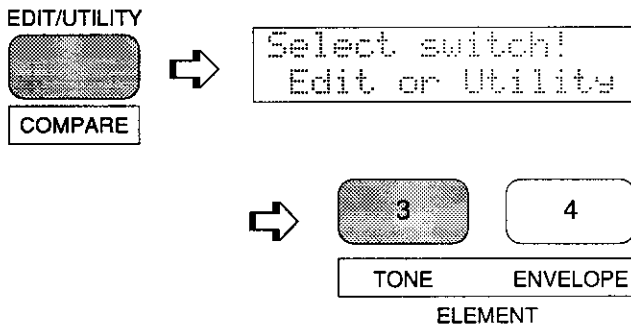 EDIT/UTILITY
COMPARE
Select switch!
Edit or Utility
3 4
TONE ENVELOPE
ELEMENT